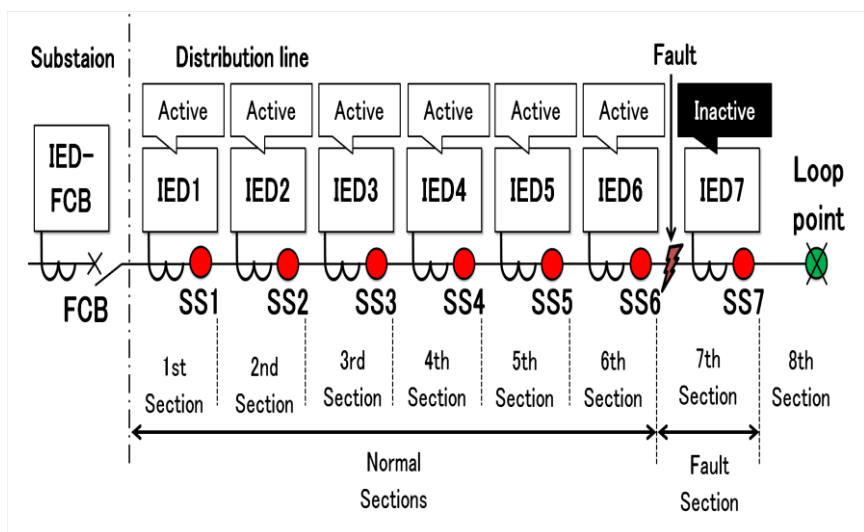 Substaion
Distribution line
Fault
Active
Active
Active
Active
Active
Active
Inactive
IED-
FCB
IED1
IED2
IED3
IED4
IED5
IED6
IED7
Loop
point
FCB
SS1
SS2
SS3
SS4
SS5
SS6
SS7
1st
Section
2nd
Section
3rd
Section
4th
Section
5th
Section
6th
Section
7th
Section
8th
Section
Normal
Sections
Fault
Section